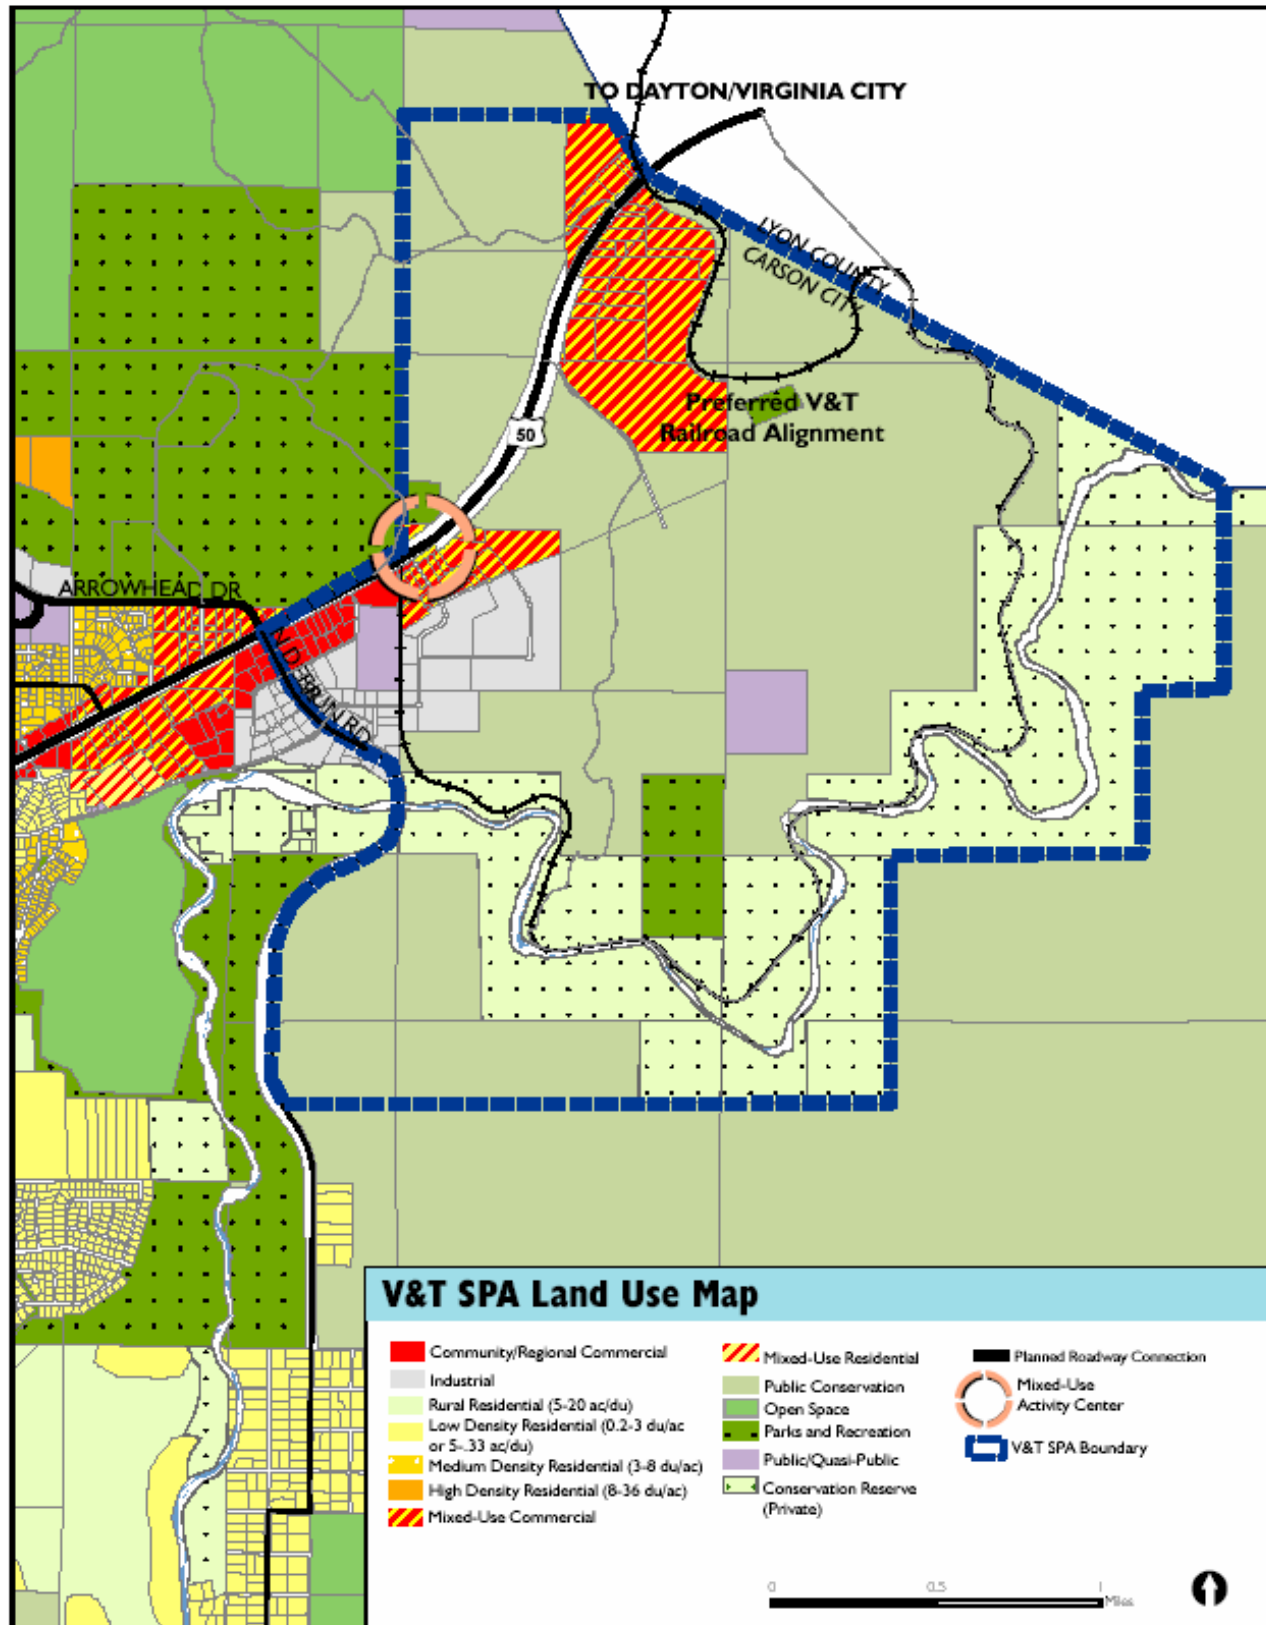 TO DAYTON/VIRGINIA CITY
LYON COUNTY
CARSON CITY
Preferred V&T
Railroad Alignment
50
ARROWHEAD DR
N DEER RUN RD
V&T SPA Land Use Map
Community/Regional Commercial
Industrial
Rural Residential (5-20 ac/du)
Low Density Residential (0.2-3 du/ac
or 5-.33 ac/du)
Medium Density Residential (3-8 du/ac)
High Density Residential (8-36 du/ac)
Mixed-Use Commercial
Mixed-Use Residential
Public Conservation
Open Space
Parks and Recreation
Public/Quasi-Public
Conservation Reserve
(Private)
Planned Roadway Connection
Mixed-Use
Activity Center
V&T SPA Boundary
0 0.5 1
Miles